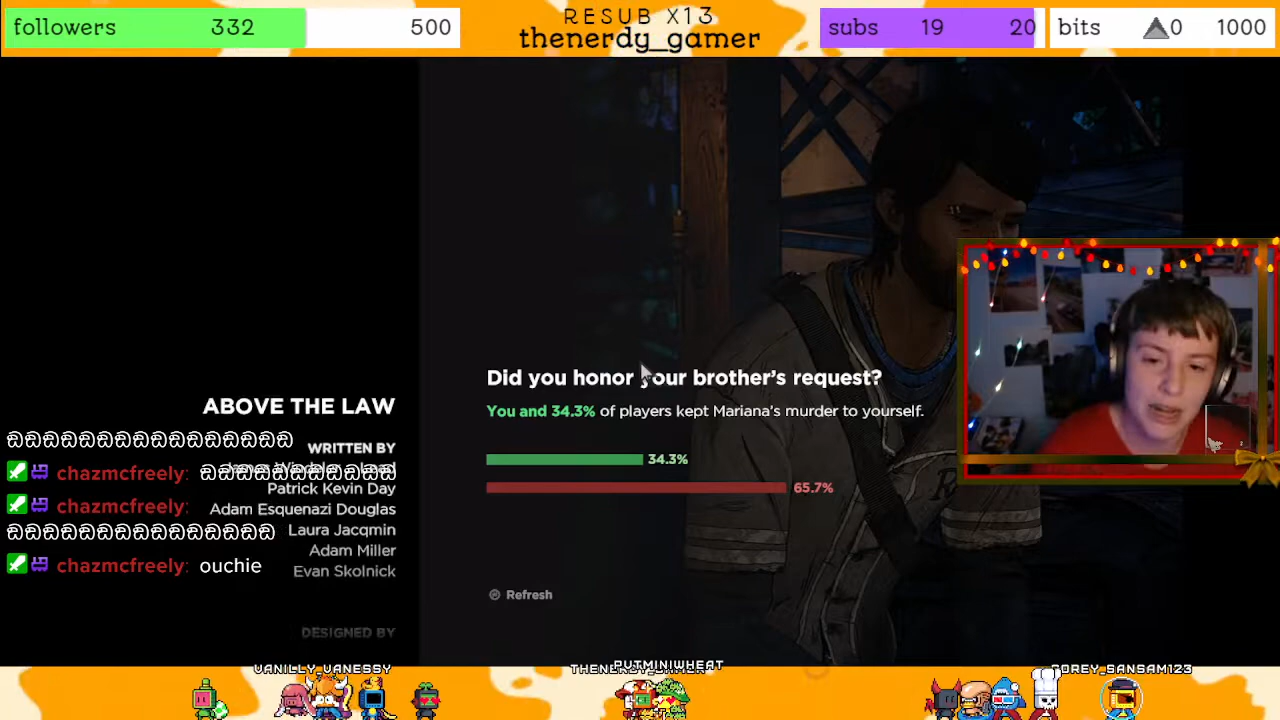 followers 332 500
RESUB X13
thenerdy_gamer
subs 19 20
bits 0 1000
Did you honor your brother's request?
You and 34.3% of players kept Mariana's murder to yourself.
34.3%
65.7%
Refresh
ABOVE THE LAW
WRITTEN BY
Patrick Kevin Day
Adam Esquenazi Douglas
Laura Jacqmin
Adam Miller
Evan Skolnick
DESIGNED BY
chazmcfreely:
chazmcfreely:
chazmcfreely: ouchie
VANILLY_VANESSY
PUTMINIWHEAT
COREY_SANSAM123